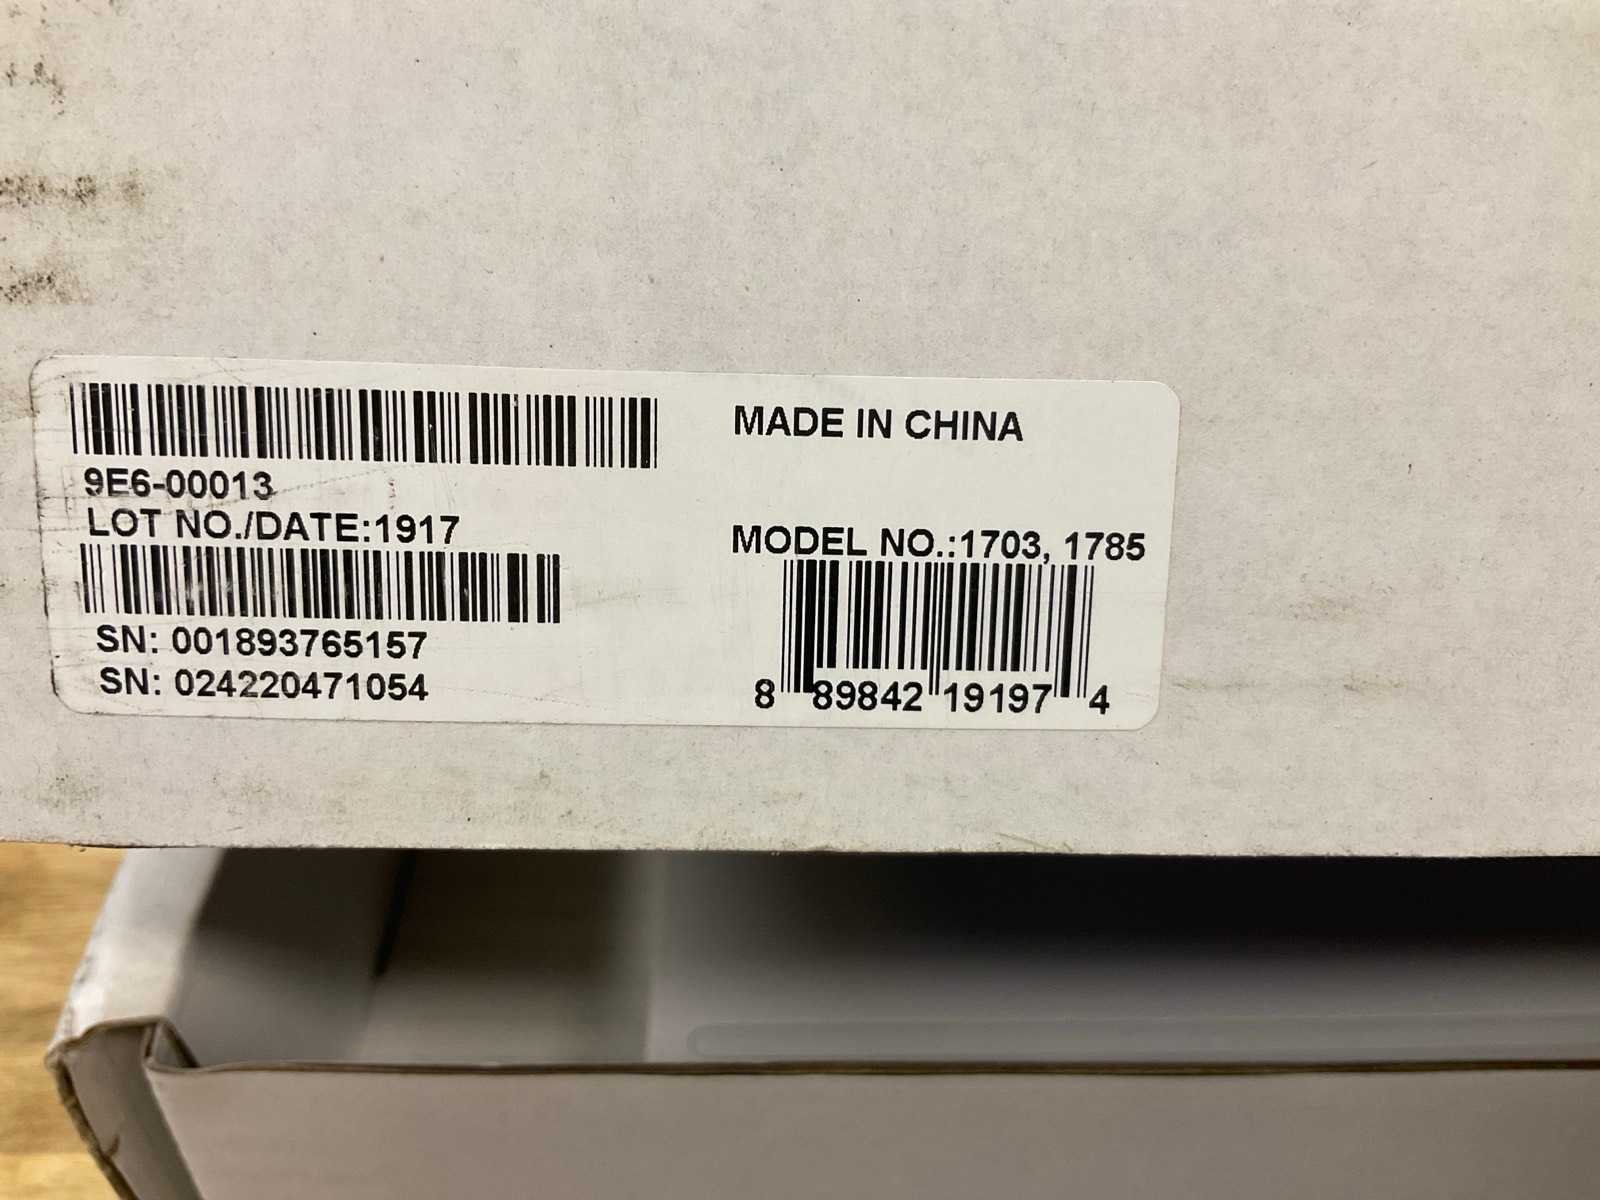 9E6-00013
LOT NO./DATE:1917
SN: 001893765157
SN: 024220471054
MADE IN CHINA
MODEL NO.:1703, 1785
8 89842 19197 4